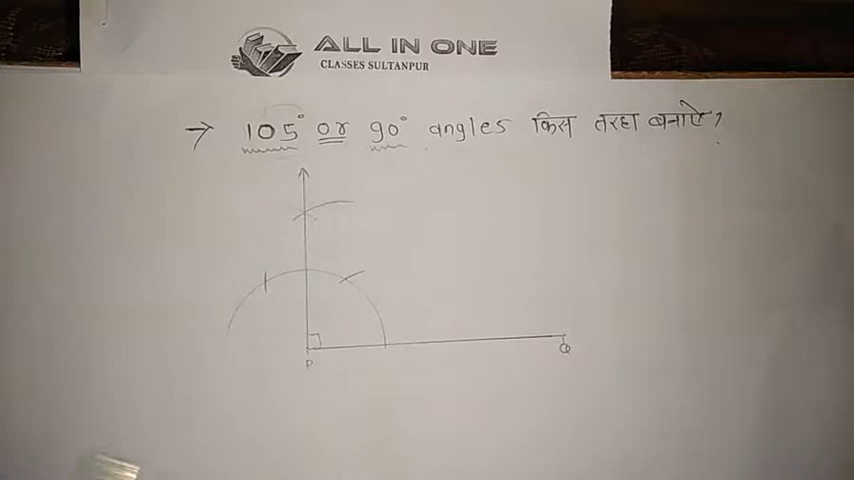 ALL IN ONE
CLASSES SULTANPUR
→ 105° or 90° angles किस तरहा बनाऐ?
P
Q